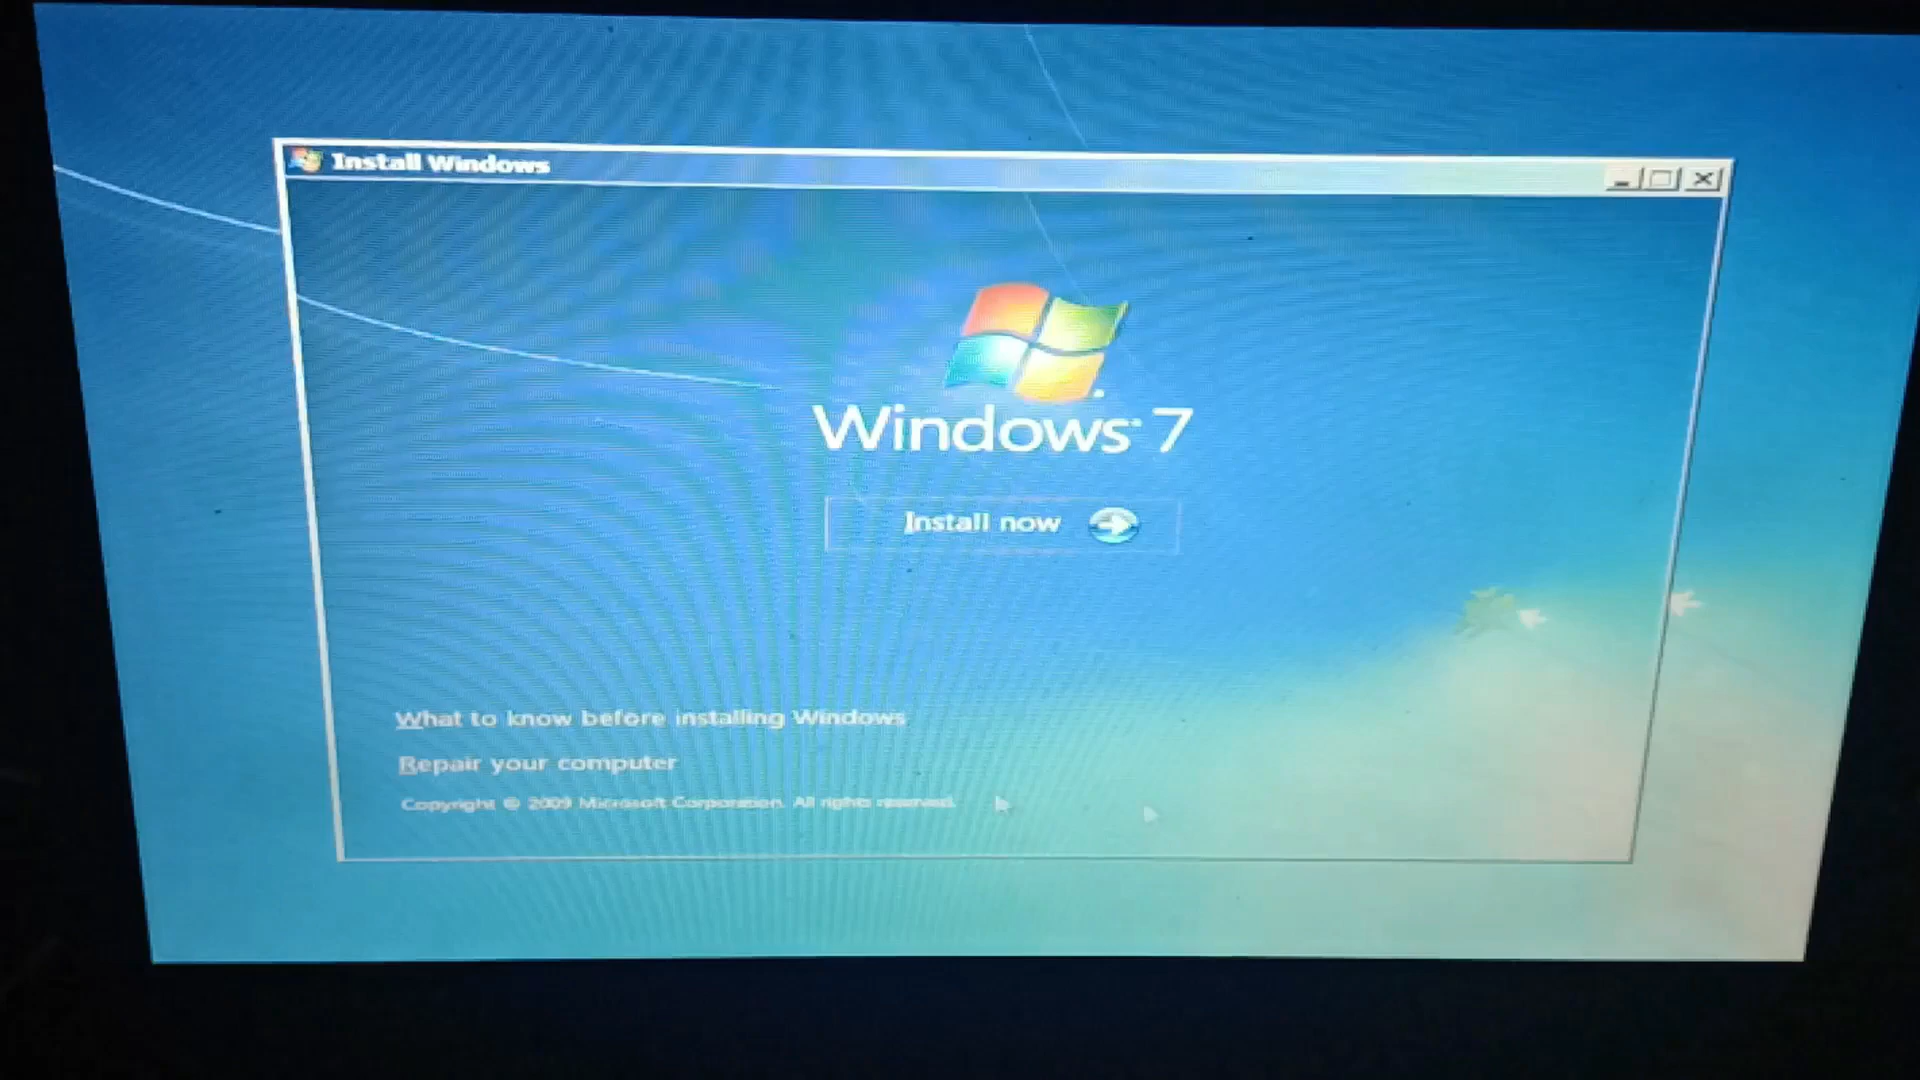 Install Windows
Windows 7
Install now
What to know before installing Windows
Repair your computer
Copyright © 2009 Microsoft Corporation. All rights reserved.